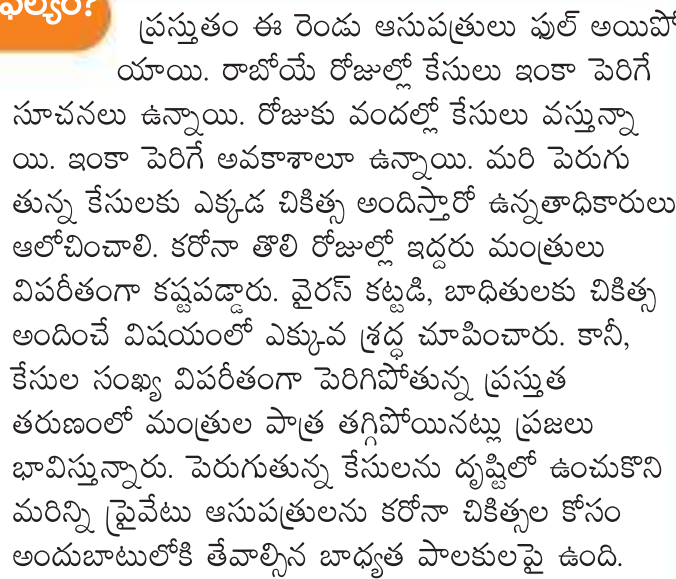 ప్రస్తుతం ఈ రెండు ఆసుపత్రులు ఫుల్ అయిపో
యాయి. రాబోయే రోజుల్లో కేసులు ఇంకా పెరిగే
సూచనలు ఉన్నాయి. రోజుకు వందల్లో కేసులు వస్తున్నా
యి. ఇంకా పెరిగే అవకాశాలూ ఉన్నాయి. మరి పెరుగు
తున్న కేసులకు ఎక్కడ చికిత్స అందిస్తారో ఉన్నతాధికారులు
ఆలోచించాలి. కరోనా తొలి రోజుల్లో ఇద్దరు మంత్రులు
విపరీతంగా కష్టపడ్డారు. వైరస్ కట్టడి, బాధితులకు చికిత్స
అందించే విషయంలో ఎక్కువ శ్రద్ధ చూపించారు. కానీ,
కేసుల సంఖ్య విపరీతంగా పెరిగిపోతున్న ప్రస్తుత
తరుణంలో మంత్రుల పాత్ర తగ్గిపోయినట్లు ప్రజలు
భావిస్తున్నారు. పెరుగుతున్న కేసులను దృష్టిలో ఉంచుకొని
మరిన్ని ప్రైవేటు ఆసుపత్రులను కరోనా చికిత్సల కోసం
అందుబాటులోకి తేవాల్సిన బాధ్యత పాలకులపై ఉంది.